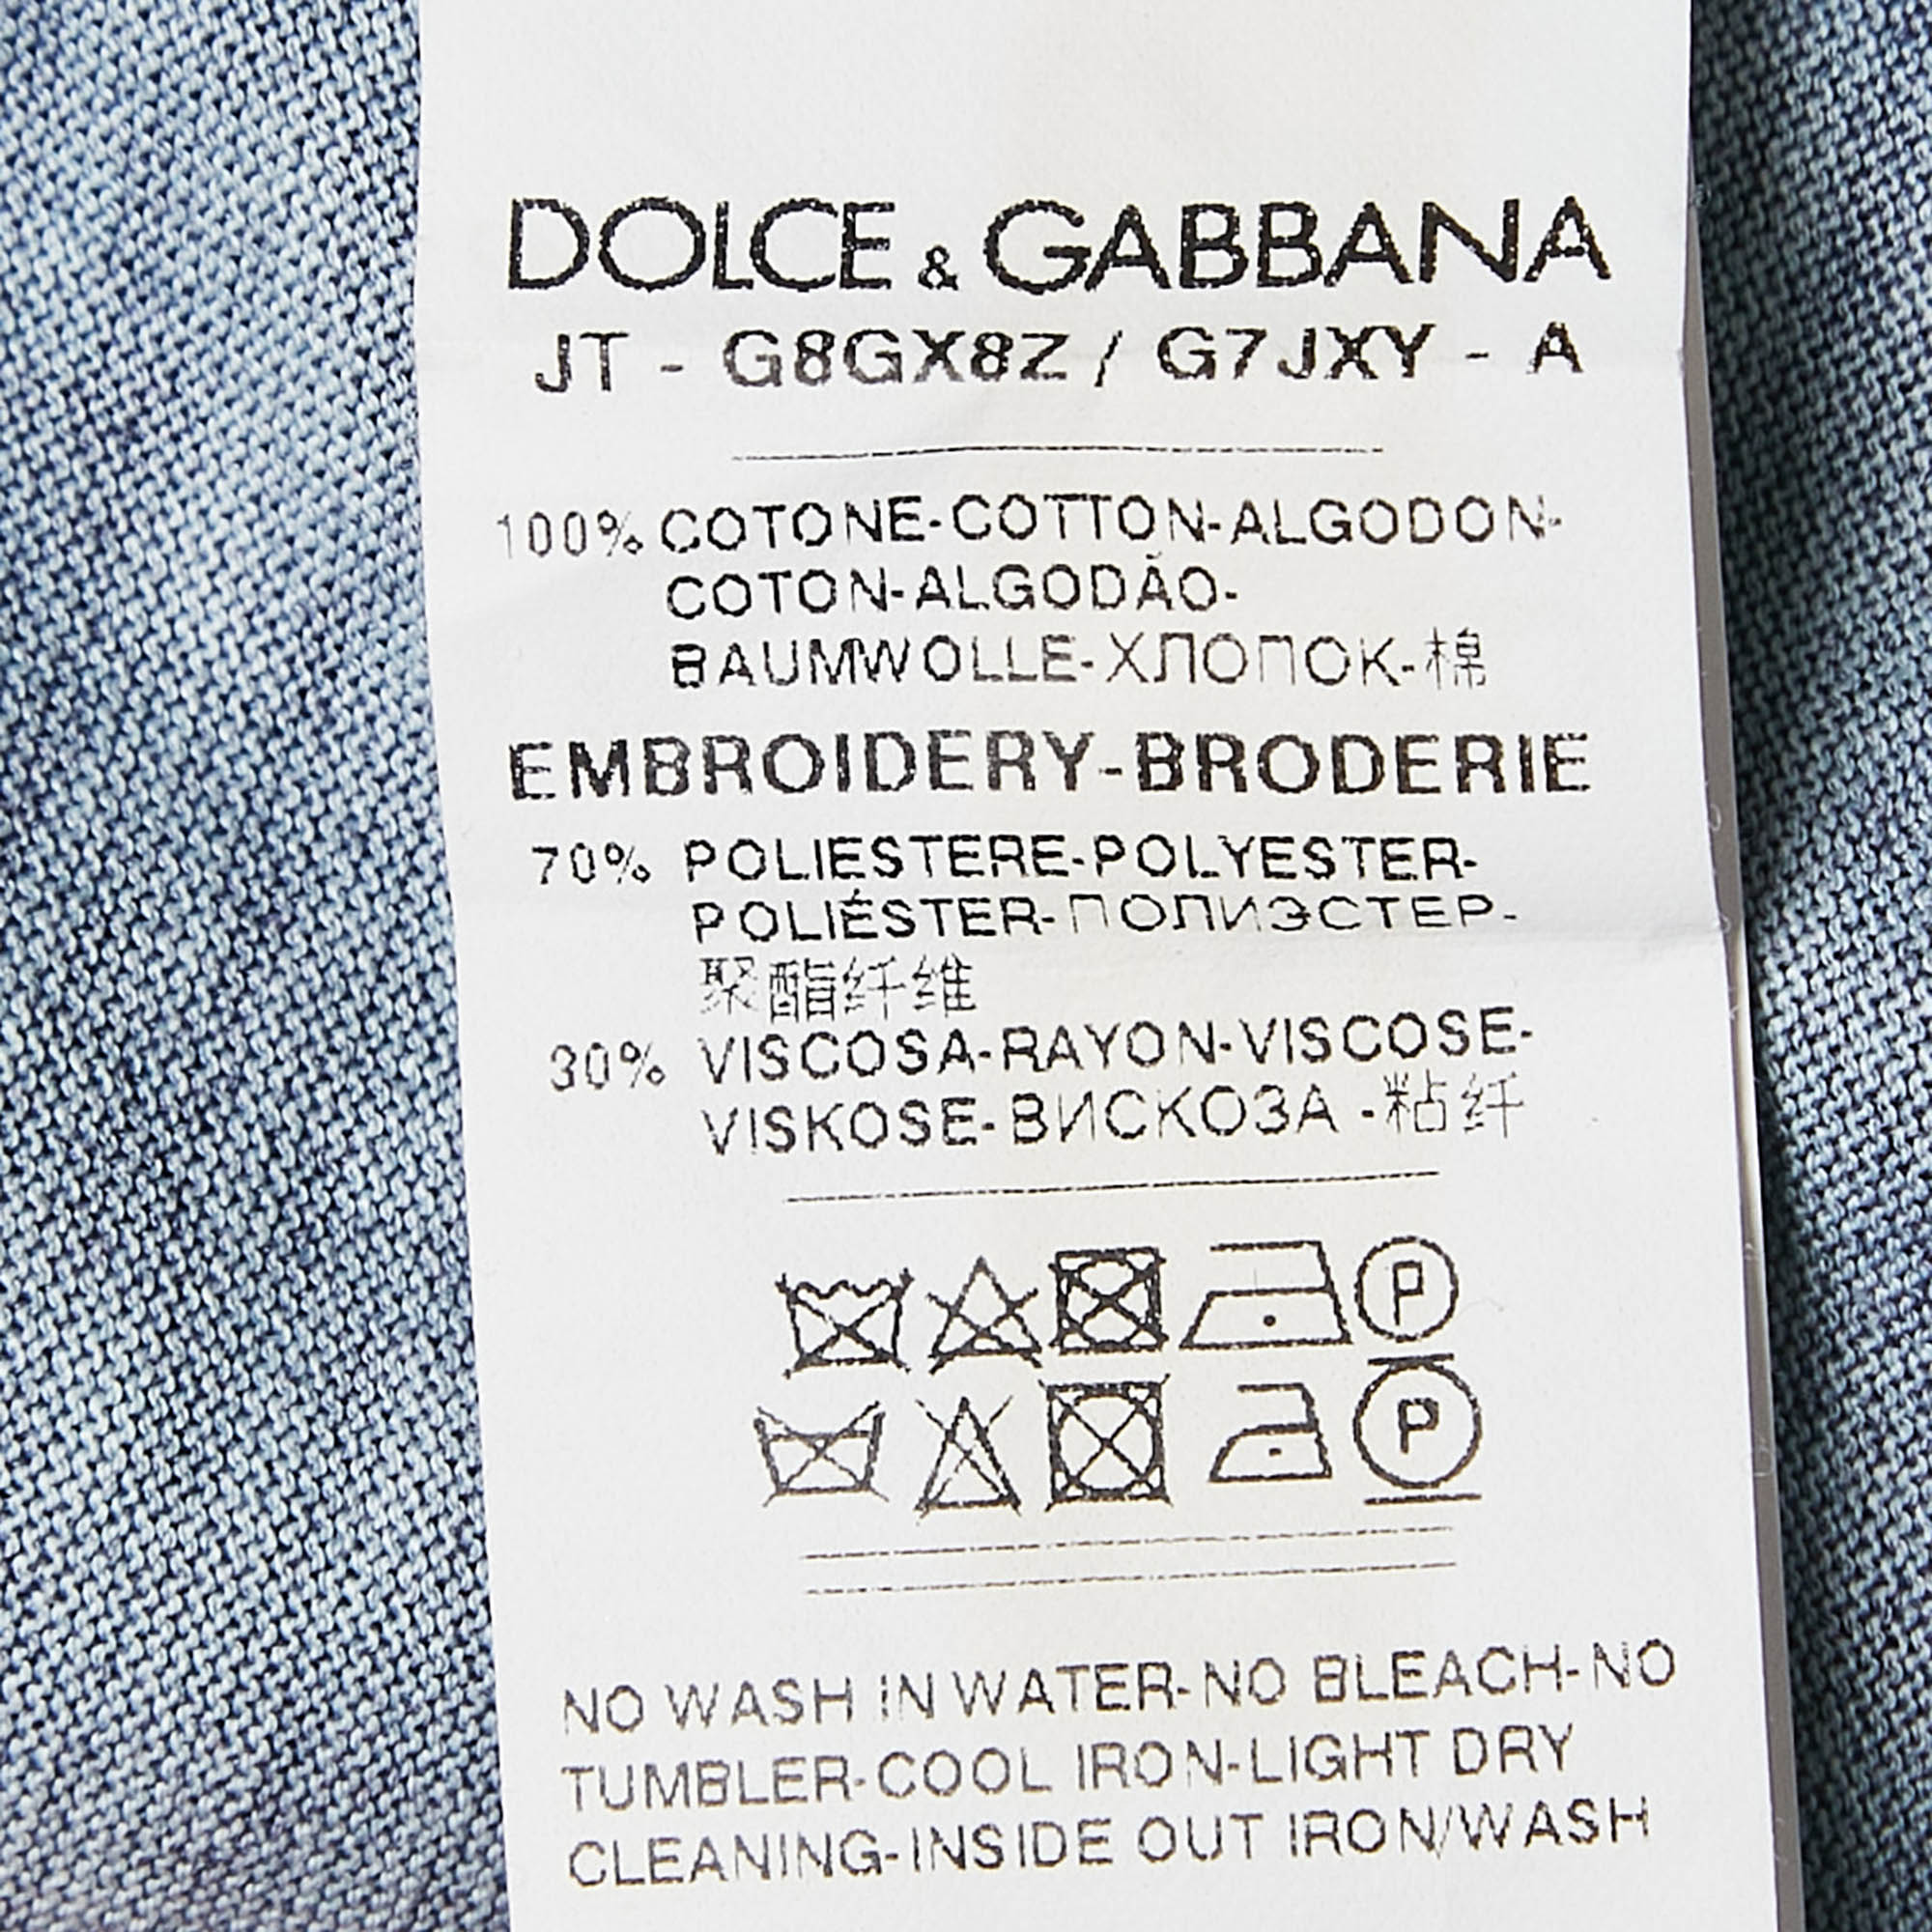 DOLCE & GABBANA
JT - G8GX8Z / G7JXY - A
100% COTONE-COTTON-ALGODON-
COTON-ALGODÃO-
BAUMWOLLE-ХЛОПОК-棉
EMBROIDERY-BRODERIE
70% POLIESTERE-POLYESTER-
POLIÉSTER-ПОЛИЭСТЕР-
聚酯纤维
30% VISCOSA-RAYON-VISCOSE-
VISKOSE-ВИСКОЗА -粘纤
P
P
NO WASH IN WATER-NO BLEACH-NO
TUMBLER-COOL IRON-LIGHT DRY
CLEANING-INSIDE OUT IRON/WASH